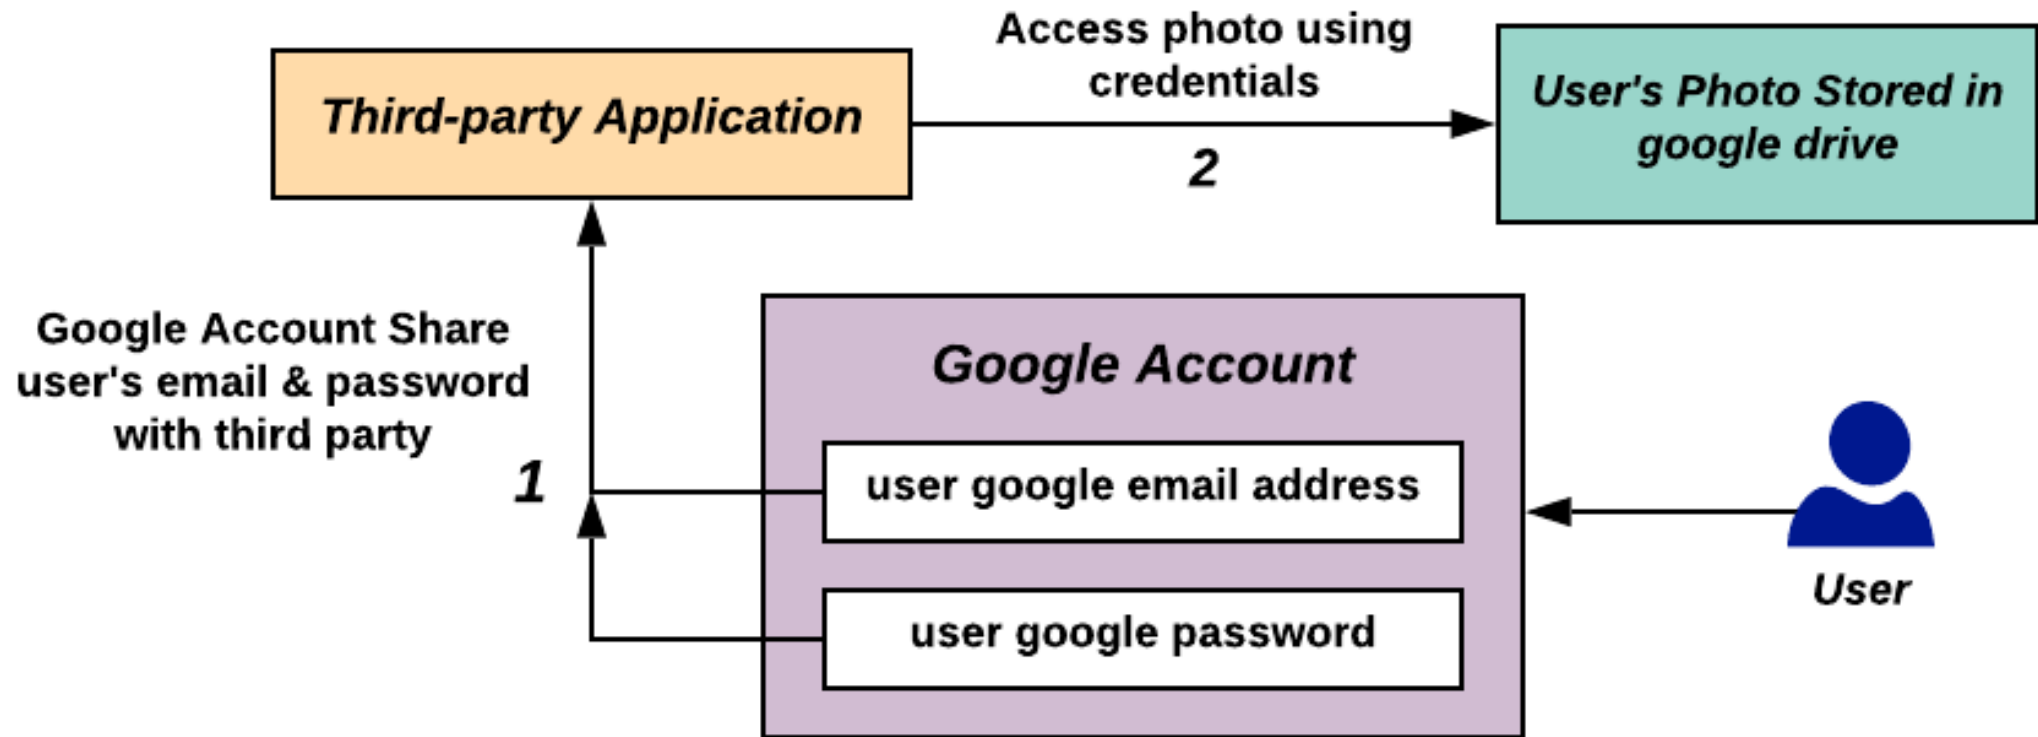 Access photo using
credentials
Third-party Application
User's Photo Stored in
google drive
2
Google Account Share
user's email & password
with third party
1
Google Account
user google email address
user google password
User